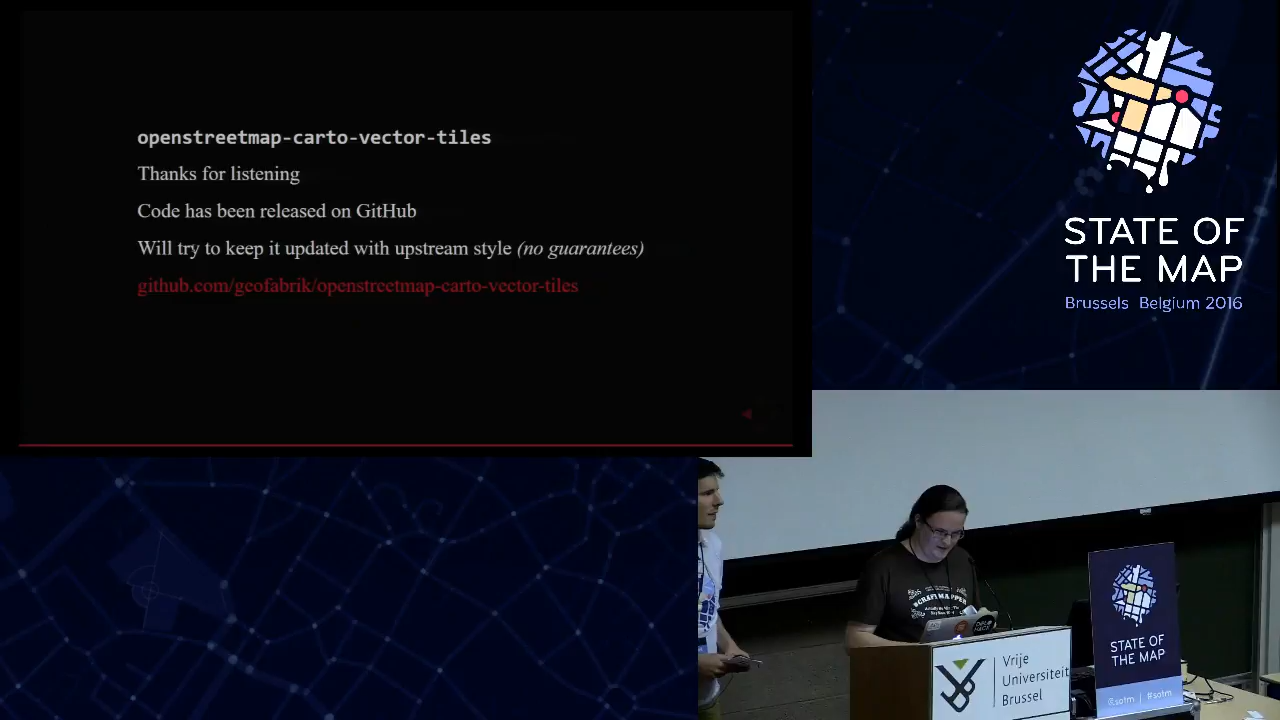 openstreetmap-carto-vector-tiles
Thanks for listening
Code has been released on GitHub
Will try to keep it updated with upstream style (no guarantees)
github.com/geofabrik/openstreetmap-carto-vector-tiles
STATE OF
THE MAP
Brussels Belgium 2016
Vrije
Universiteit
Brussel
STATE OF
THE MAP
@sotm | #sotm